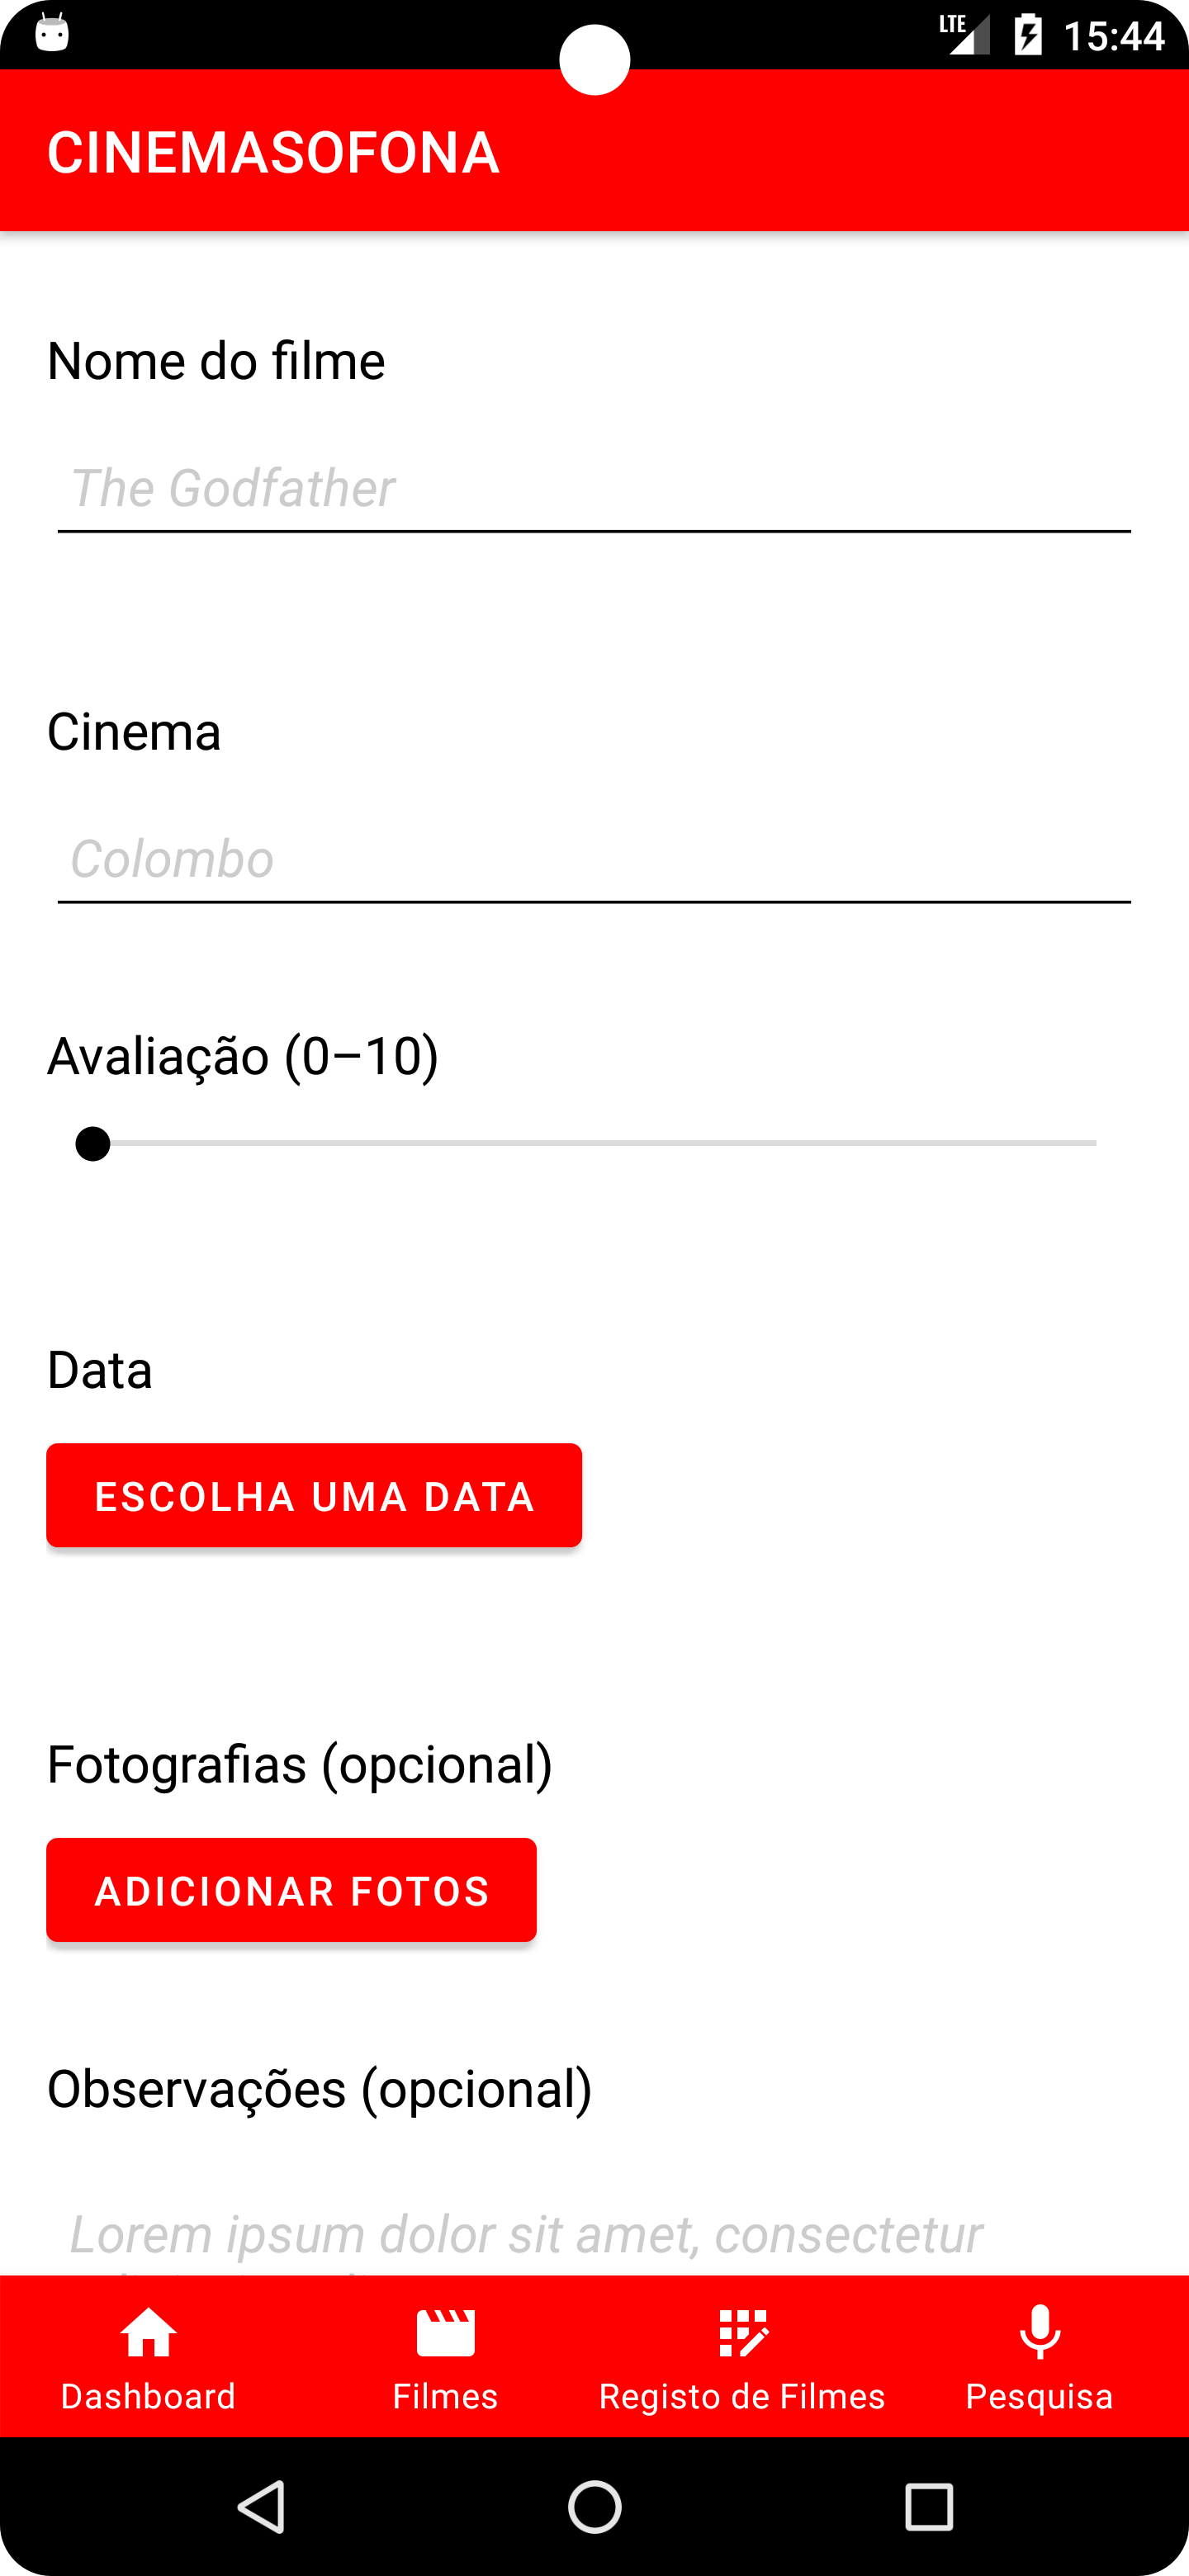 LTE 15:44
CINEMASOFONA
Nome do filme
The Godfather
Cinema
Colombo
Avaliação (0–10)
Data
ESCOLHA UMA DATA
Fotografias (opcional)
ADICIONAR FOTOS
Observações (opcional)
Lorem ipsum dolor sit amet, consectetur
Dashboard Filmes Registo de Filmes Pesquisa